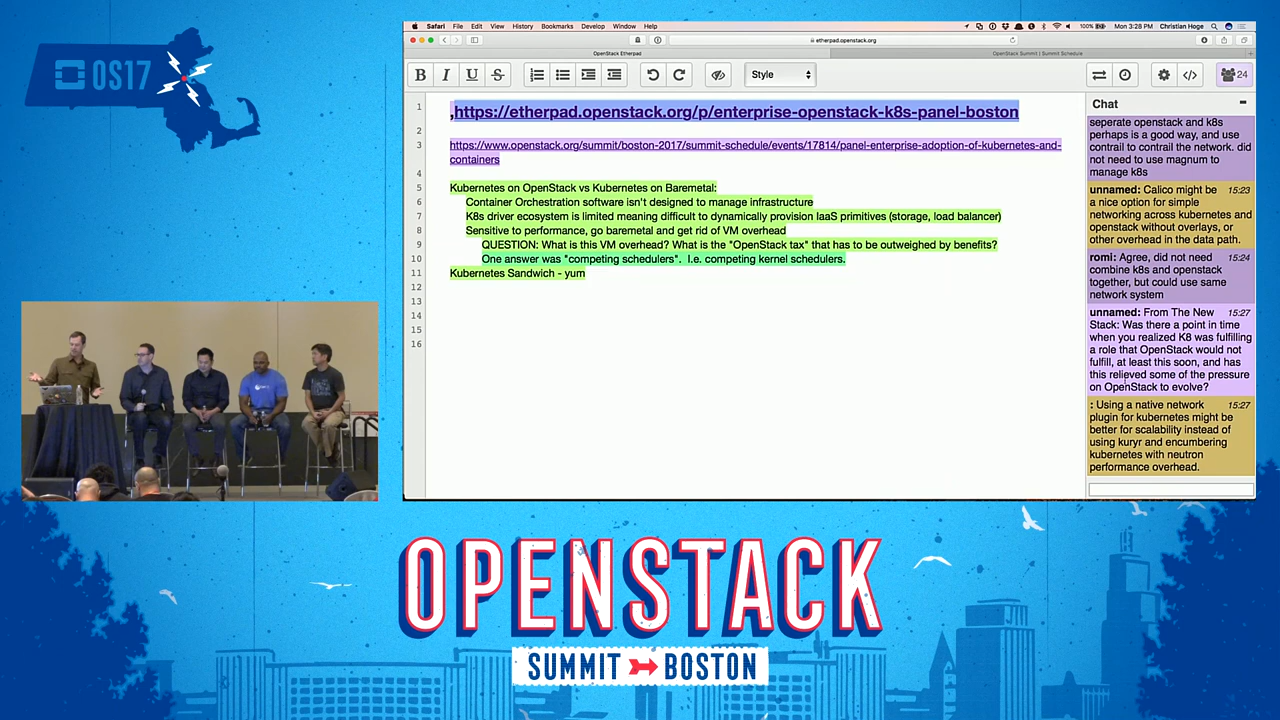 OS17
Safari File Edit View History Bookmarks Develop Window Help
100% Mon 3:28 PM Christian Hoge
etherpad.openstack.org
OpenStack Etherpad
OpenStack Summit | Summit Schedule
B I U S Style 24
1 ,https://etherpad.openstack.org/p/enterprise-openstack-k8s-panel-boston
2
3 https://www.openstack.org/summit/boston-2017/summit-schedule/events/17814/panel-enterprise-adoption-of-kubernetes-and-
containers
4
5 Kubernetes on OpenStack vs Kubernetes on Baremetal:
6 Container Orchestration software isn't designed to manage infrastructure
7 K8s driver ecosystem is limited meaning difficult to dynamically provision IaaS primitives (storage, load balancer)
8 Sensitive to performance, go baremetal and get rid of VM overhead
9 QUESTION: What is this VM overhead? What is the "OpenStack tax" that has to be outweighed by benefits?
10 One answer was "competing schedulers". I.e. competing kernel schedulers.
11 Kubernetes Sandwich - yum
12
13
14
15
16
Chat
seperate openstack and k8s
perhaps is a good way, and use
contrail to contrail the network. did
not need to use magnum to
manage k8s
unnamed: Calico might be 15:23
a nice option for simple
networking across kubernetes and
openstack without overlays, or
other overhead in the data path.
romi: Agree, did not need 15:24
combine k8s and openstack
together, but could use same
network system
unnamed: From The New 15:27
Stack: Was there a point in time
when you realized K8 was fulfilling
a role that OpenStack would not
fulfill, at least this soon, and has
this relieved some of the pressure
on OpenStack to evolve?
: Using a native network 15:27
plugin for kubernetes might be
better for scalability instead of
using kuryr and encumbering
kubernetes with neutron
performance overhead.
OPENSTACK
SUMMIT BOSTON